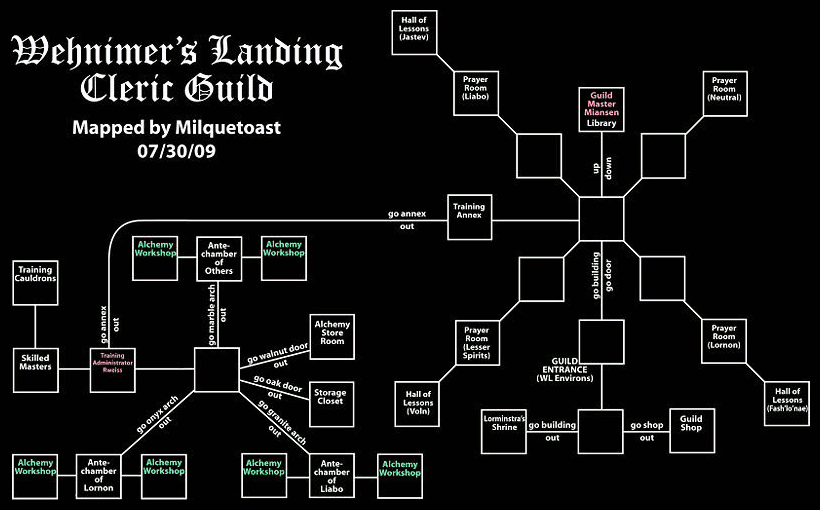 Wehnimer's Landing
Cleric Guild
Mapped by Milquetoast
07/30/09
Hall of
Lessons
(Jastev)
Prayer
Room
(Liabo)
Guild
Master
Miansen
Library
Prayer
Room
(Neutral)
up
down
Training
Annex
go annex
out
go building
go door
Prayer
Room
(Lesser
Spirits)
Hall of
Lessons
(Voln)
Prayer
Room
(Lornon)
Hall of
Lessons
(Fash'lo'nae)
GUILD
ENTRANCE
(WL Environs)
Lorminstra's
Shrine
go building
out
go shop
out
Guild
Shop
Alchemy
Workshop
Ante-
chamber
of
Others
Alchemy
Workshop
Training
Cauldrons
go annex
out
go marble arch
out
Skilled
Masters
Training
Administrator
Rweiss
go walnut door
out
Alchemy
Store
Room
go oak door
out
Storage
Closet
go onyx arch
out
go granite arch
out
Alchemy
Workshop
Ante-
chamber
of
Lornon
Alchemy
Workshop
Alchemy
Workshop
Ante-
chamber
of
Liabo
Alchemy
Workshop